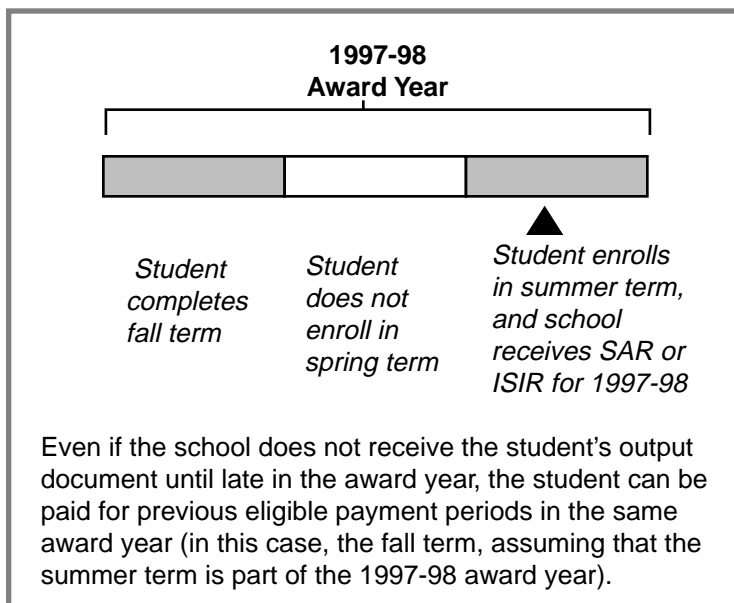 1997-98
Award Year
Student
completes
fall term
Student
does not
enroll in
spring term
Student enrolls
in summer term,
and school
receives SAR or
ISIR for 1997-98
Even if the school does not receive the student’s output
document until late in the award year, the student can be
paid for previous eligible payment periods in the same
award year (in this case, the fall term, assuming that the
summer term is part of the 1997-98 award year).